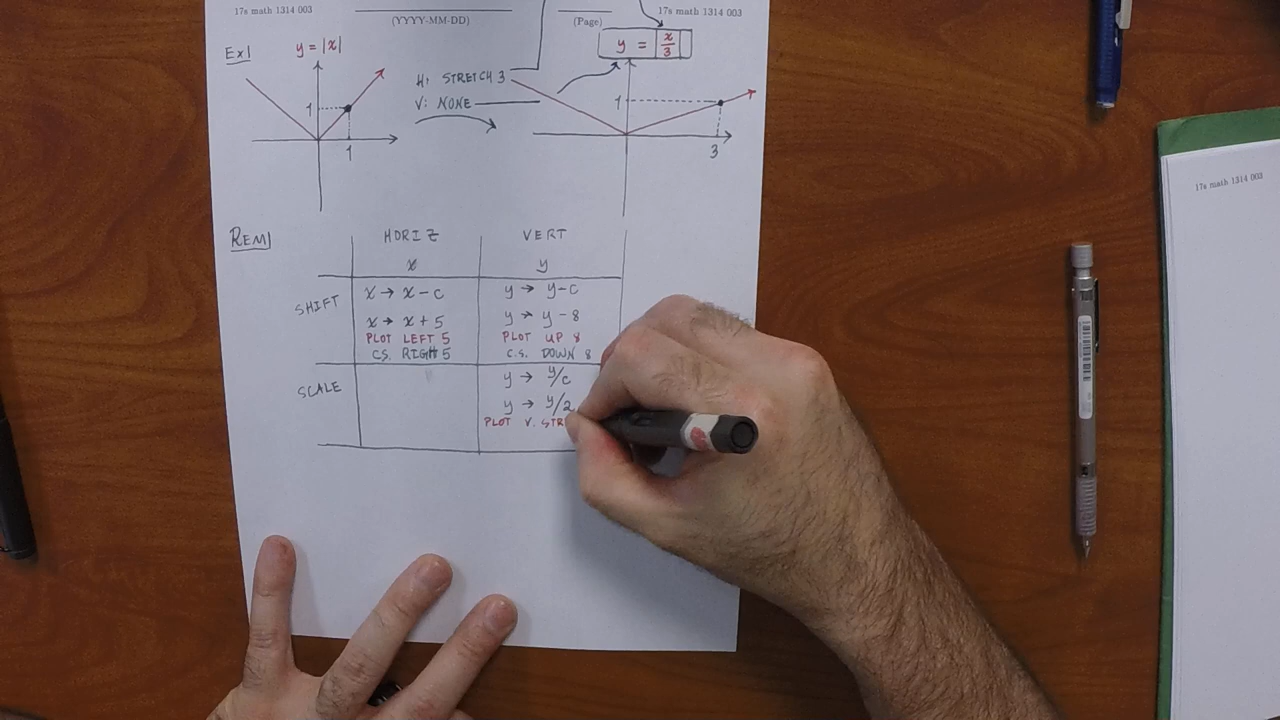 17s math 1314 003
(YYYY-MM-DD)
(Page)
17s math 1314 003
Ex1
y = |x|
1
1
H: STRETCH 3
V: NONE
y = |x/3|
1
3
REM1
HORIZ
VERT
x
y
SHIFT
x → x-c
y → y-c
x → x+5
y → y-8
PLOT LEFT 5
PLOT UP 8
C.S. RIGHT 5
C.S. DOWN 8
SCALE
y → y/c
y → y/2
PLOT V.
17s math 1314 003